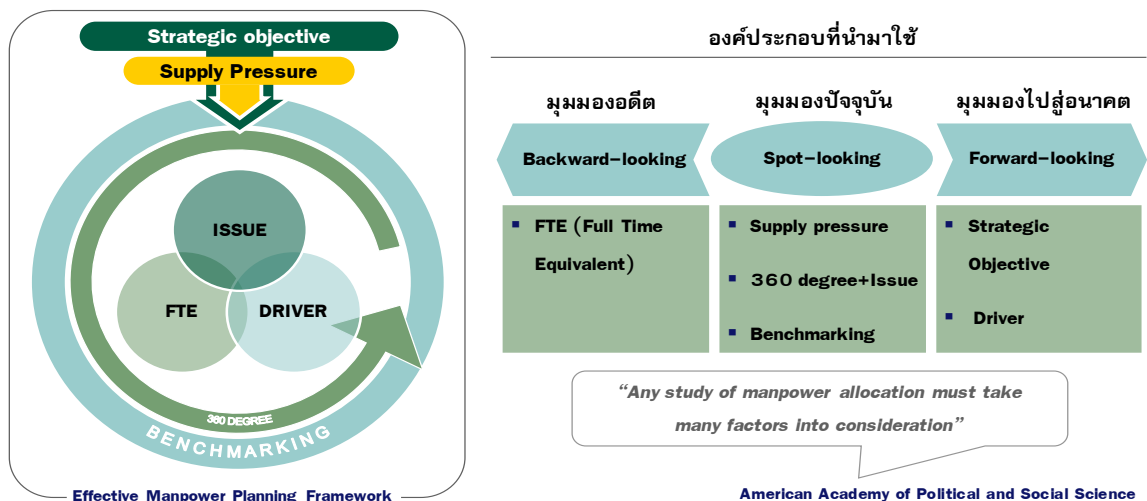 Strategic objective
Supply Pressure
ISSUE
FTE
DRIVER
360 DEGREE
BENCHMARKING
Effective Manpower Planning Framework
องค์ประกอบที่นำมาใช้
มุมมองอดีต
มุมมองปัจจุบัน
มุมมองไปสู่อนาคต
Backward-looking
Spot-looking
Forward-looking
▪ FTE (Full Time
Equivalent)
▪ Supply pressure
▪ 360 degree+Issue
▪ Benchmarking
▪ Strategic
Objective
▪ Driver
“Any study of manpower allocation must take
many factors into consideration”
American Academy of Political and Social Science